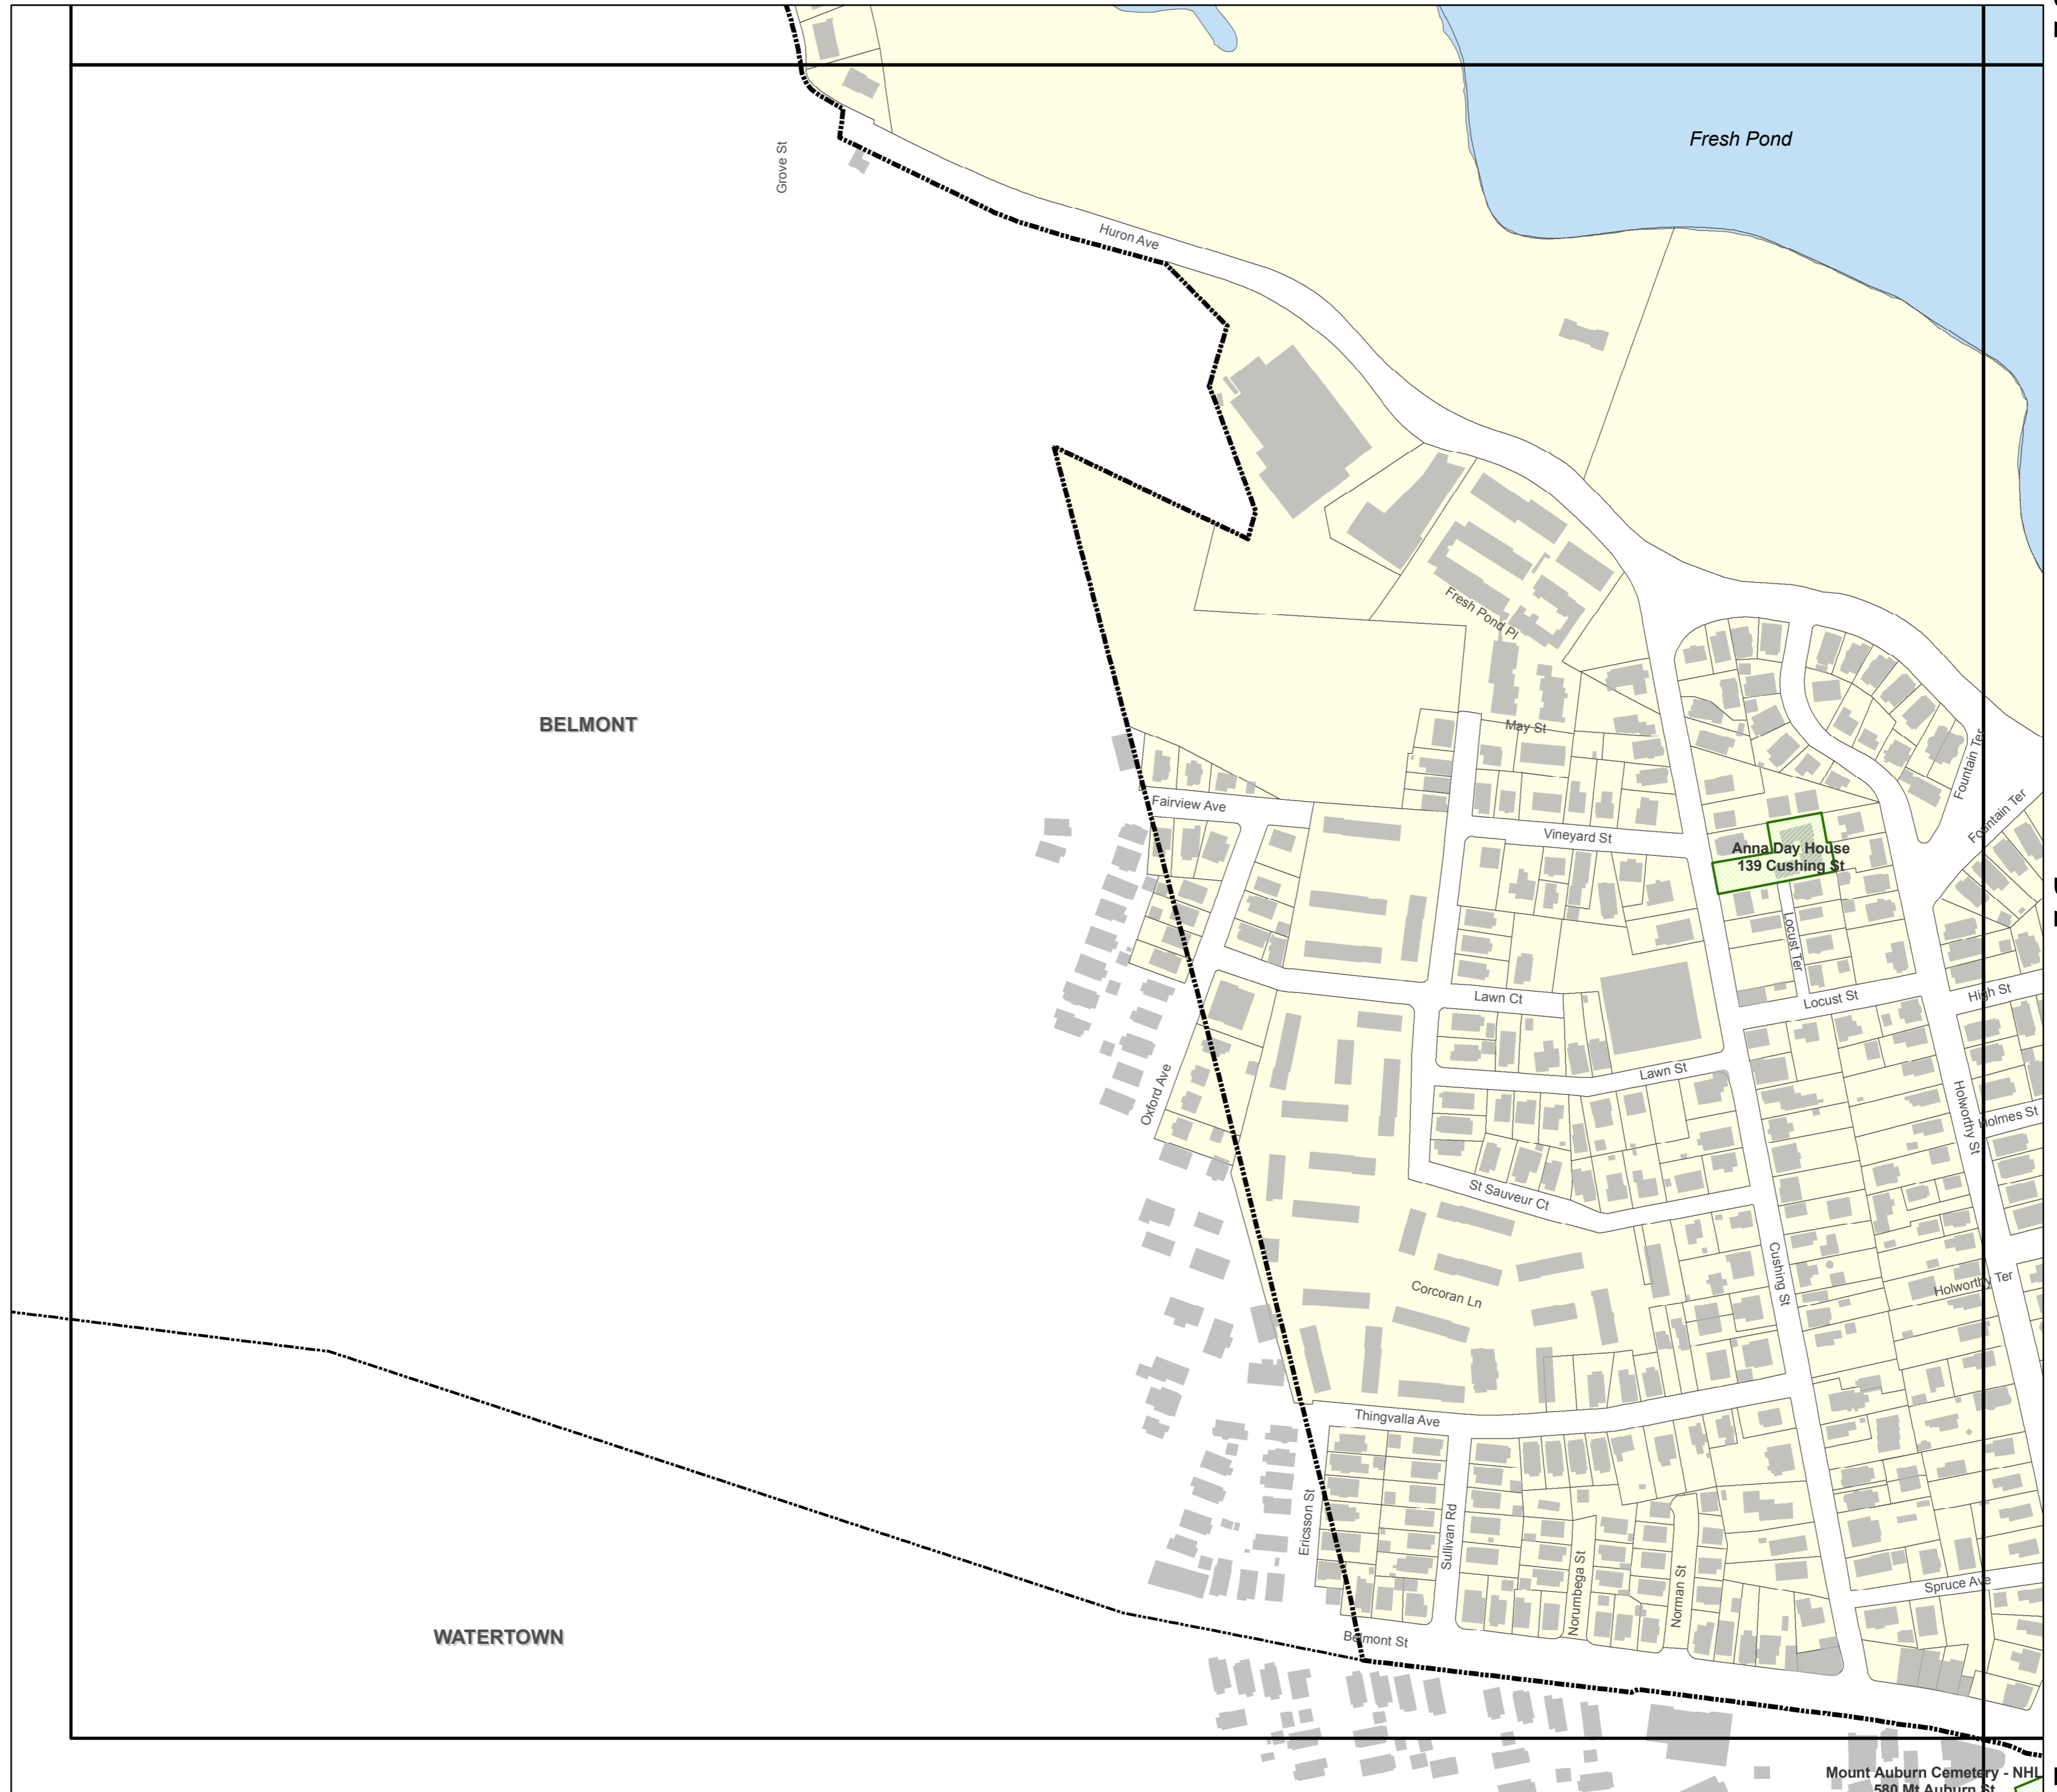 Fresh Pond
Grove St
Huron Ave
Fresh Pond Pl
BELMONT
May St
Fountain Ter
Fairview Ave
Vineyard St
Fountain Ter
Anna Day House
139 Cushing St
Locust Ter
Lawn Ct
Locust St
High St
Lawn St
Oxford Ave
Holworthy St
Holmes St
St Sauveur Ct
Cushing St
Holworthy Ter
Corcoran Ln
Thingvalla Ave
Ericsson St
Sullivan Rd
Norumbega St
Norman St
Spruce Ave
WATERTOWN
Belmont St
Mount Auburn Cemetery - NHL
580 Mt Auburn St